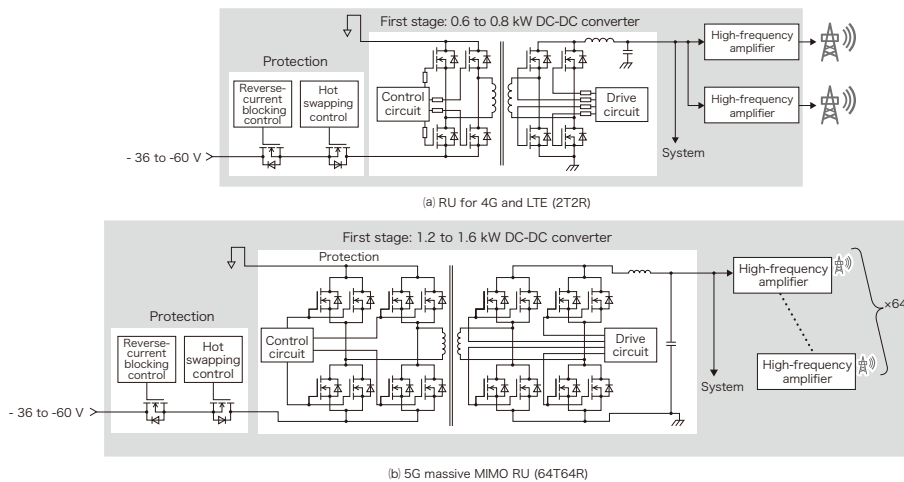 First stage: 0.6 to 0.8 kW DC-DC converter
High-frequency
amplifier
Protection
Reverse-
current
blocking
control
Hot
swapping
control
Control
circuit
Drive
circuit
High-frequency
amplifier
System
- 36 to -60 V
(a) RU for 4G and LTE (2T2R)
First stage: 1.2 to 1.6 kW DC-DC converter
Protection
High-frequency
amplifier
×64
Protection
Reverse-
current
blocking
control
Hot
swapping
control
Control
circuit
Drive
circuit
High-frequency
amplifier
System
- 36 to -60 V
(b) 5G massive MIMO RU (64T64R)